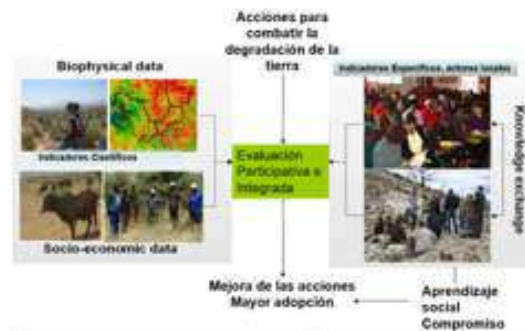 Acciones para
combatir la
degradación de la
tierra
Biophysical data
Indicadores Científicos
Socio-economic data
Evaluación
Participativa e
Integrada
Indicadores Específicos, actores locales
Knowledge exchange
Mejora de las acciones
Mayor adopción
Aprendizaje
social
Compromiso